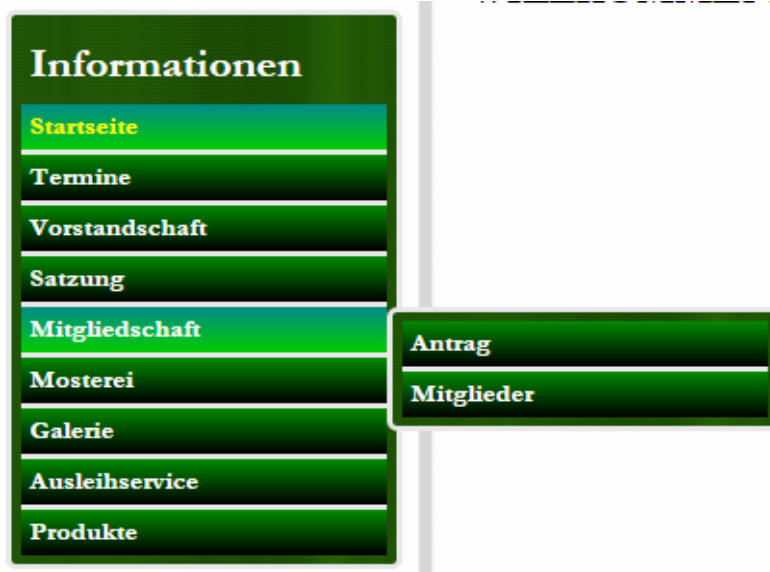 Informationen
Startseite
Termine
Vorstandschaft
Satzung
Mitgliedschaft
Antrag
Mitglieder
Mosterei
Galerie
Ausleihservice
Produkte